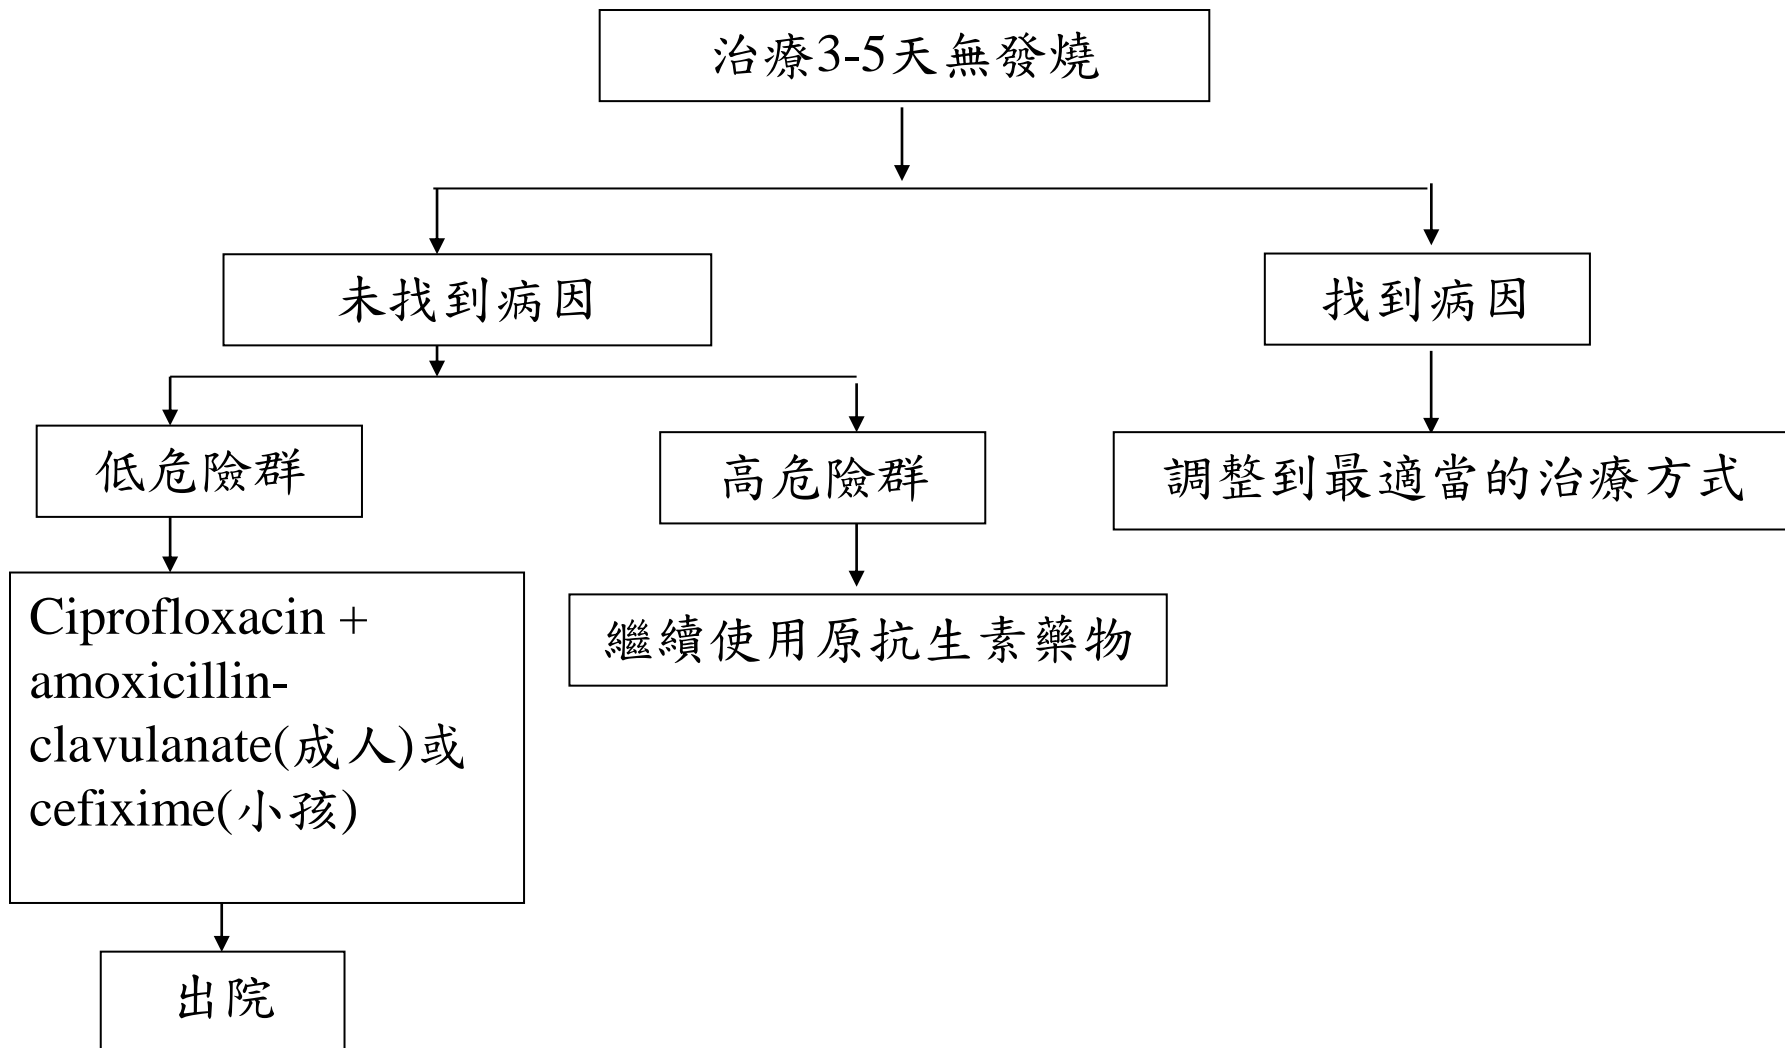 治療3-5天無發燒
未找到病因
找到病因
低危險群
高危險群
調整到最適當的治療方式
Ciprofloxacin +
amoxicillin-
clavulanate(成人)或
cefixime(小孩)
繼續使用原抗生素藥物
出院